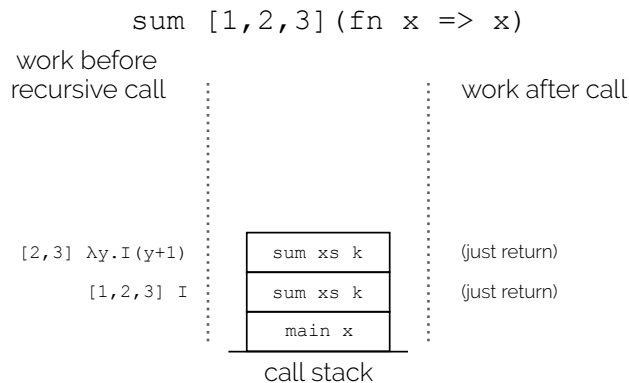 sum [1,2,3](fn x => x)
work before
recursive call
work after call
[2,3] λy.I(y+1)
sum xs k
(just return)
[1,2,3] I
sum xs k
(just return)
main x
call stack